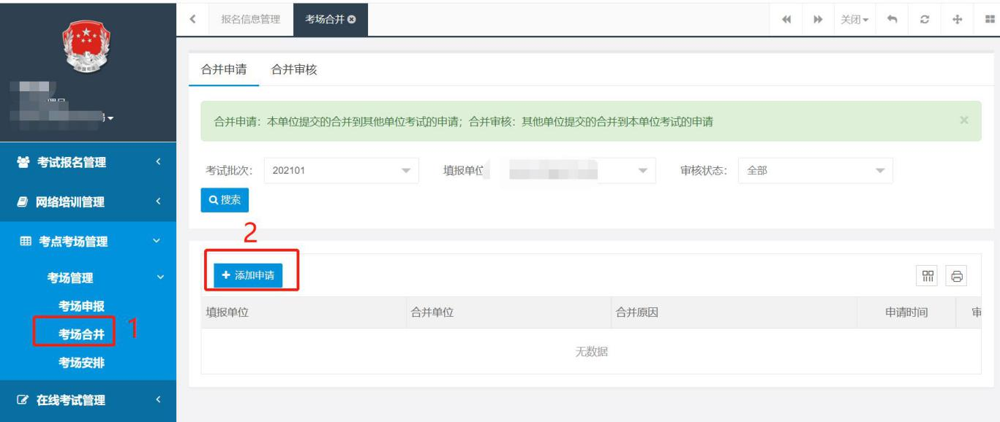 报名信息管理
考场合并
关闭
合并申请
合并审核
合并申请：本单位提交的合并到其他单位考试的申请；合并审核：其他单位提交的合并到本单位考试的申请
×
考试报名管理
考试批次：
202101
填报单位
审核状态：
全部
网络培训管理
搜索
考点考场管理
2
考场管理
+ 添加申请
考场申报
填报单位
合并单位
合并原因
申请时间
审
考场合并
1
无数据
考场安排
在线考试管理